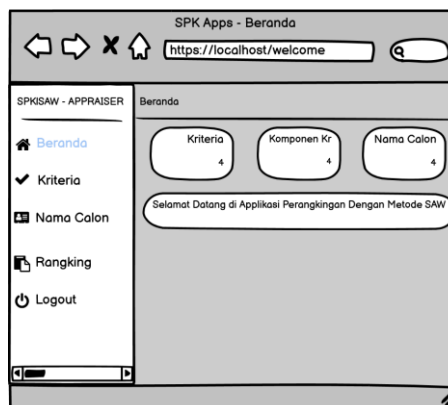 SPK Apps - Beranda
https://localhost/welcome
SPKISAW - APPRAISER
Beranda
Beranda
Kriteria
Nama Calon
Rangking
Logout
Kriteria
4
Komponen Kr
4
Nama Calon
4
Selamat Datang di Applikasi Perangkingan Dengan Metode SAW